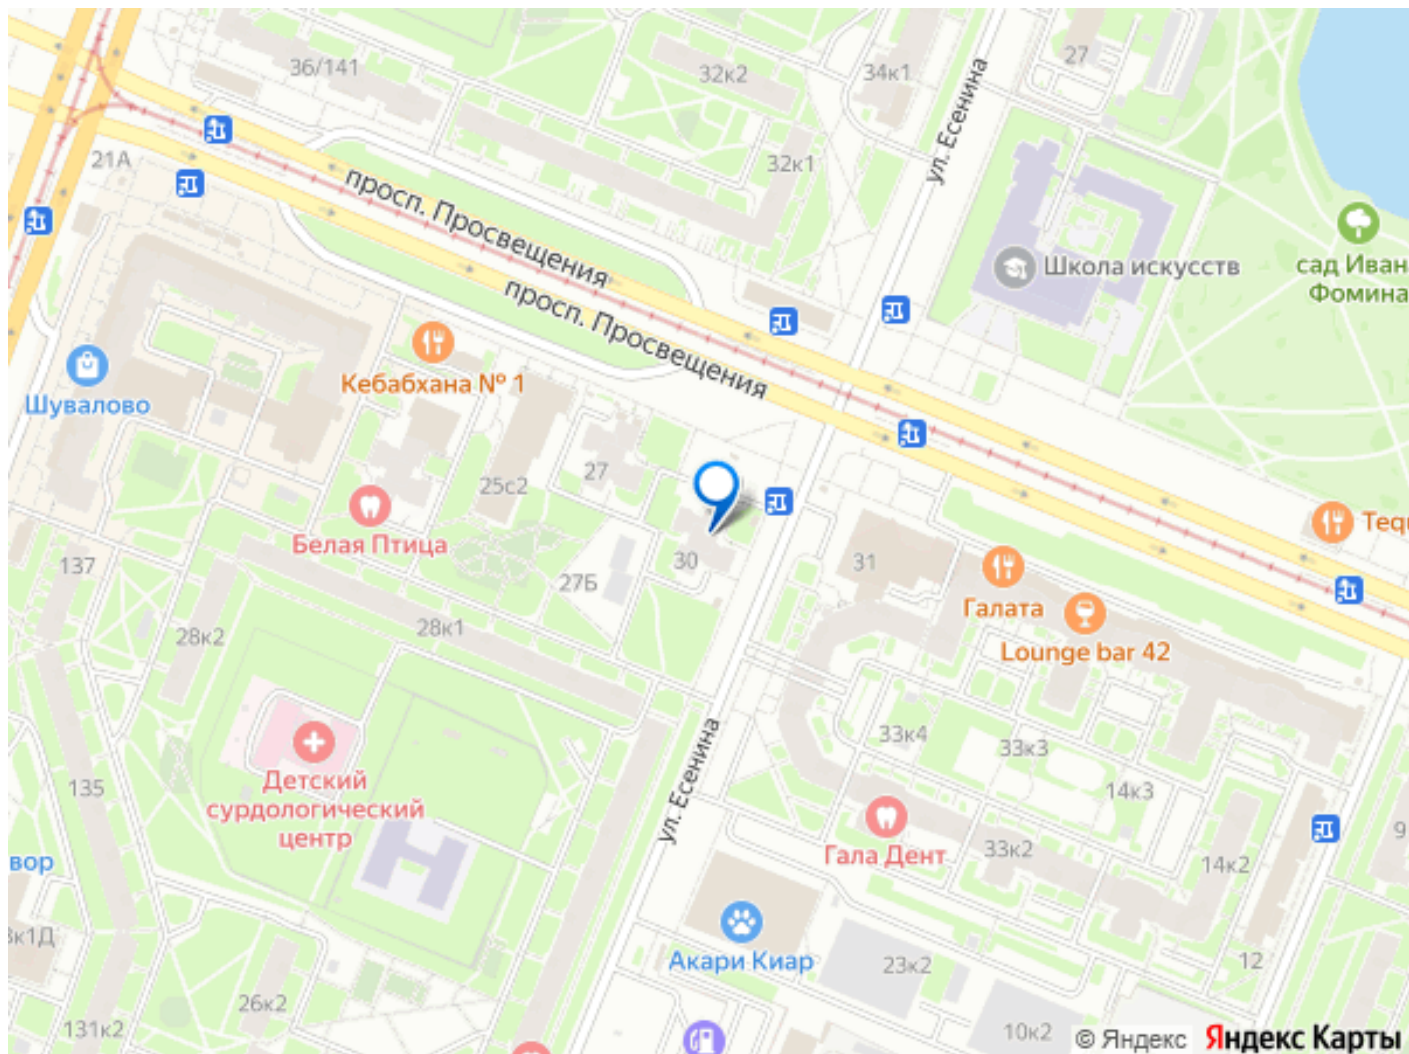 36/141
32к2
34к1
27
ул. Есенина
21А
32к1
просп. Просвещения
просп. Просвещения
Школа искусств
сад Иван
Фомина
Кебабхана № 1
Шувалово
25с2
27
Белая Птица
137
30
27Б
31
Галата
Lounge bar 42
Tequ
28к2
28к1
33к4
33к3
14к3
ул. Есенина
Детский
сурдологический
центр
135
Гала Дент
33к2
14к2
9
вор
Акари Киар
23к2
12
3к1Д
26к2
131к2
10к2
© Яндекс
Яндекс Карты